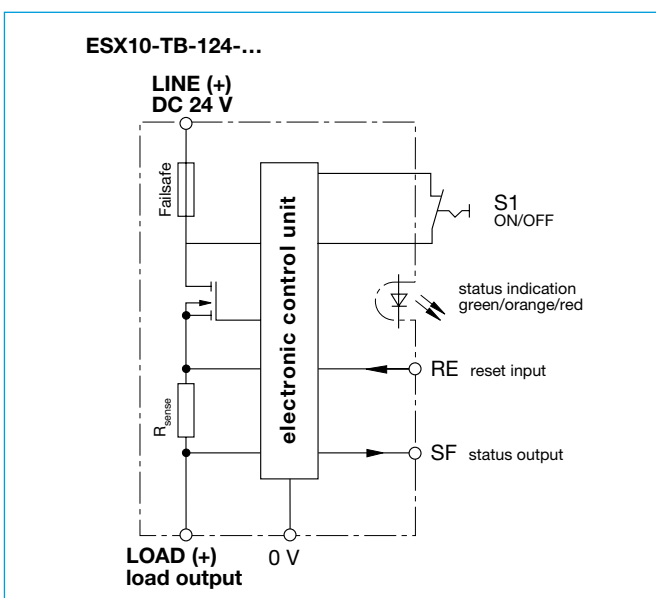 ESX10-TB-124-...
LINE (+)
DC 24 V
Failsafe
electronic control unit
S1
ON/OFF
status indication
green/orange/red
RE reset input
Rsense
SF status output
LOAD (+)
load output
0 V